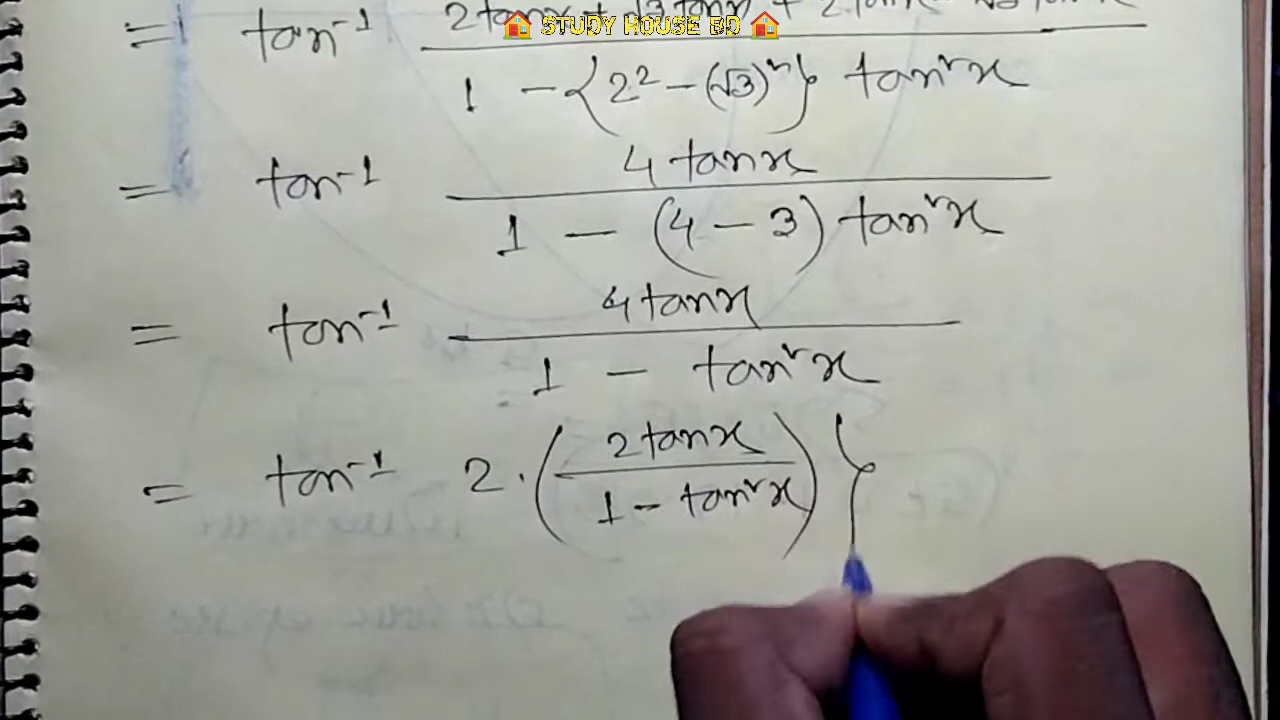 = tan⁻¹ 2tanx + √3 tanx + 2tanx - √3 tanx
🏠 STUDY HOUSE BD 🏠
1 - {2² - (√3)²} tan²x
= tan⁻¹ 4tanx
1 - (4 - 3) tan²x
= tan⁻¹ 4tanx
1 - tan²x
= tan⁻¹ 2·(2tanx
1 - tan²x)}